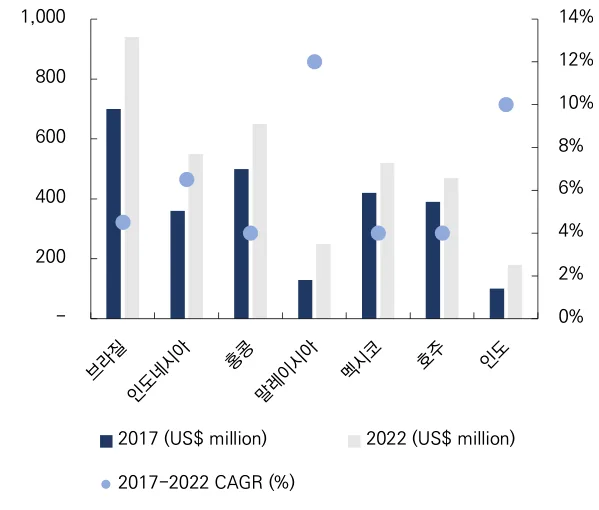 1,000
800
600
400
200
–
14%
12%
10%
8%
6%
4%
2%
0%
브라질
인도네시아
홍콩
말레이시아
멕시코
호주
인도
2017 (US$ million)
2022 (US$ million)
2017–2022 CAGR (%)